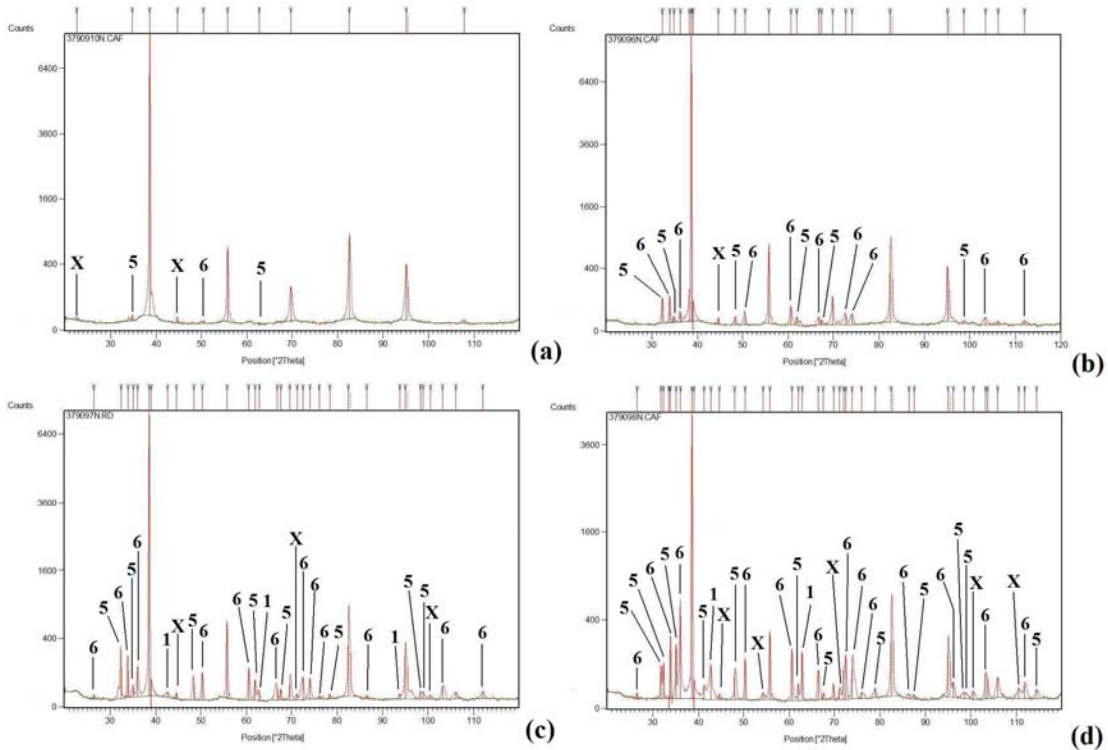 Counts
3790910N.CAF
6400
3600
1600
400
X 5 X 6 5
0
30 40 50 60 70 80 90 100 110
Position [°2Theta]
(a)
Counts
379096N.CAF
6400
3600
1600
400
5 6 5 6 X 5 6 6 5 6 5 6 6 5 6 6
0
30 40 50 60 70 80 90 100 110 120
Position [°2Theta]
(b)
Counts
379097N.RD
6400
3600
1600
400
6 5 6 5 6 1 X 5 6 6 5 1 6 5 X 6 6 6 5 6 1 5 5 X 6 6
0
30 40 50 60 70 80 90 100 110
Position [°2Theta]
(c)
Counts
379098N.CAF
3600
1600
400
6 5 5 6 5 6 5 1 X 5 6 X 6 5 1 6 5 X 6 6 6 5 6 5 6 5 5 X 6 X 6 5
0
30 40 50 60 70 80 90 100 110
Position [°2Theta]
(d)